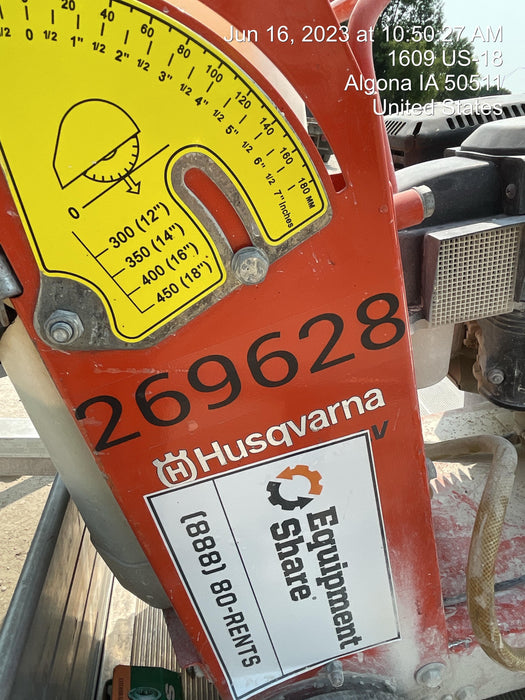 Jun 16, 2023 at 10:50:27 AM
1609 US-18
Algona IA 50511
United States
20 40 60 80 100 120 140 160 180 MM
1/2 0 1/2 1" 1/2 2" 1/2 3" 1/2 4" 1/2 5" 1/2 6" 1/2 7" Inches
0
300 (12")
350 (14")
400 (16")
450 (18")
269628
Husqvarna
V
Equipment
Share
(888) 80-RENTS